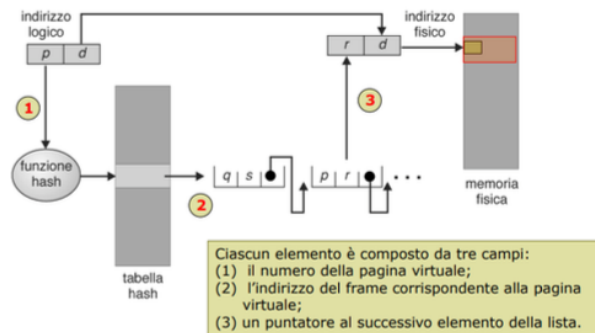 indirizzo
logico
p d
indirizzo
fisico
r d
1
3
funzione
hash
q s
p r
...
2
memoria
fisica
tabella
hash
Ciascun elemento è composto da tre campi:
(1) il numero della pagina virtuale;
(2) l'indirizzo del frame corrispondente alla pagina
virtuale;
(3) un puntatore al successivo elemento della lista.